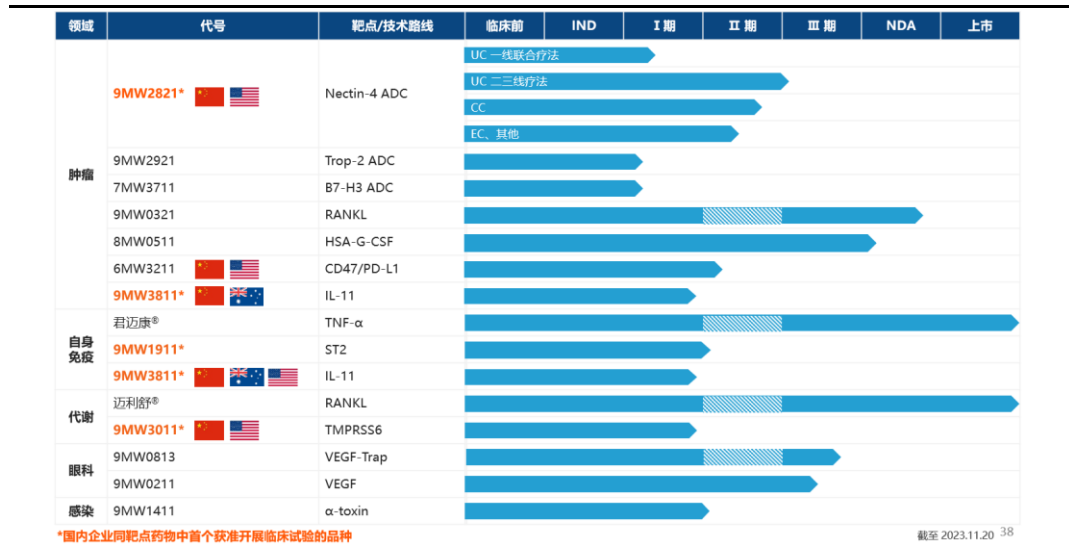 领域 代号 靶点/技术路线 临床前 IND I 期 II 期 III 期 NDA 上市
肿瘤
9MW2821* Nectin-4 ADC
UC 一线联合疗法
UC 二三线疗法
CC
EC、其他
9MW2921 Trop-2 ADC
7MW3711 B7-H3 ADC
9MW0321 RANKL
8MW0511 HSA-G-CSF
6MW3211 CD47/PD-L1
9MW3811* IL-11
自身
免疫
君迈康® TNF-α
9MW1911* ST2
9MW3811* IL-11
代谢
迈利舒® RANKL
9MW3011* TMPRSS6
眼科
9MW0813 VEGF-Trap
9MW0211 VEGF
感染 9MW1411 α-toxin
*国内企业同靶点药物中首个获准开展临床试验的品种
截至 2023.11.20 38